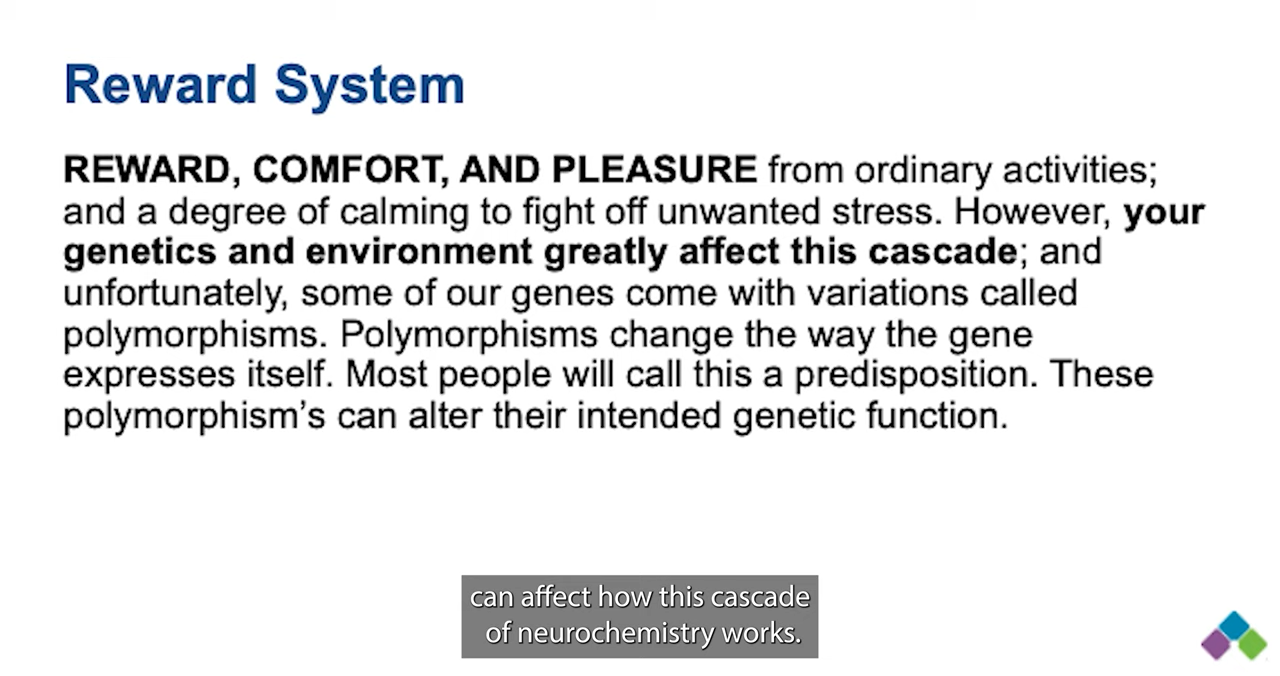 Reward System
REWARD, COMFORT, AND PLEASURE from ordinary activities;
and a degree of calming to fight off unwanted stress. However, your
genetics and environment greatly affect this cascade; and
unfortunately, some of our genes come with variations called
polymorphisms. Polymorphisms change the way the gene
expresses itself. Most people will call this a predisposition. These
polymorphism’s can alter their intended genetic function.
can affect how this cascade
of neurochemistry works.